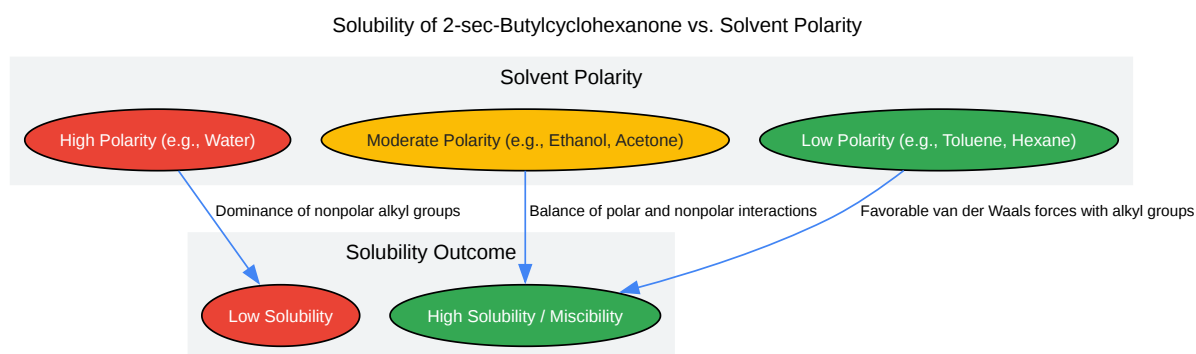 Solubility of 2-sec-Butylcyclohexanone vs. Solvent Polarity
Solvent Polarity
High Polarity (e.g., Water)
Moderate Polarity (e.g., Ethanol, Acetone)
Low Polarity (e.g., Toluene, Hexane)
Dominance of nonpolar alkyl groups
Balance of polar and nonpolar interactions
Favorable van der Waals forces with alkyl groups
Solubility Outcome
Low Solubility
High Solubility / Miscibility